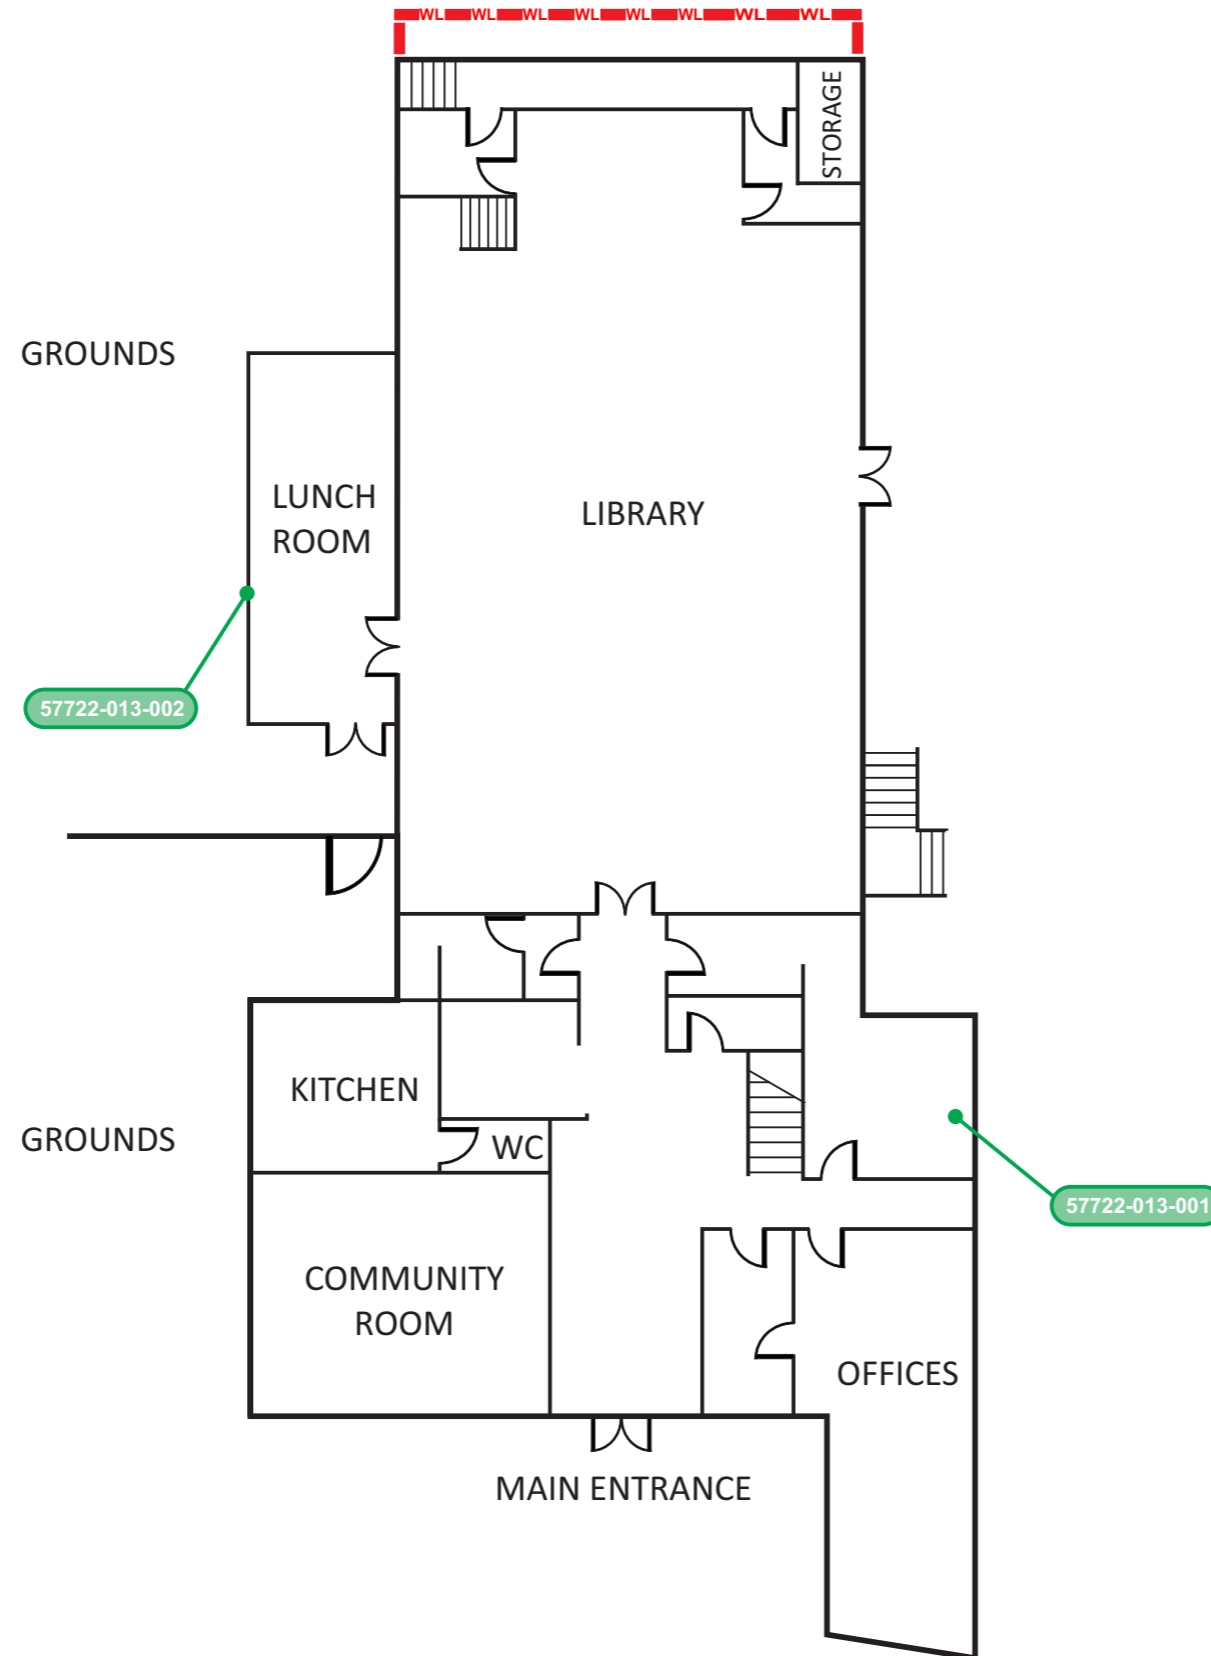 WL WL WL WL WL WL WL WL
STORAGE
GROUNDS
LUNCH
ROOM
LIBRARY
57722-013-002
KITCHEN
GROUNDS
WC
57722-013-001
COMMUNITY
ROOM
OFFICES
MAIN ENTRANCE